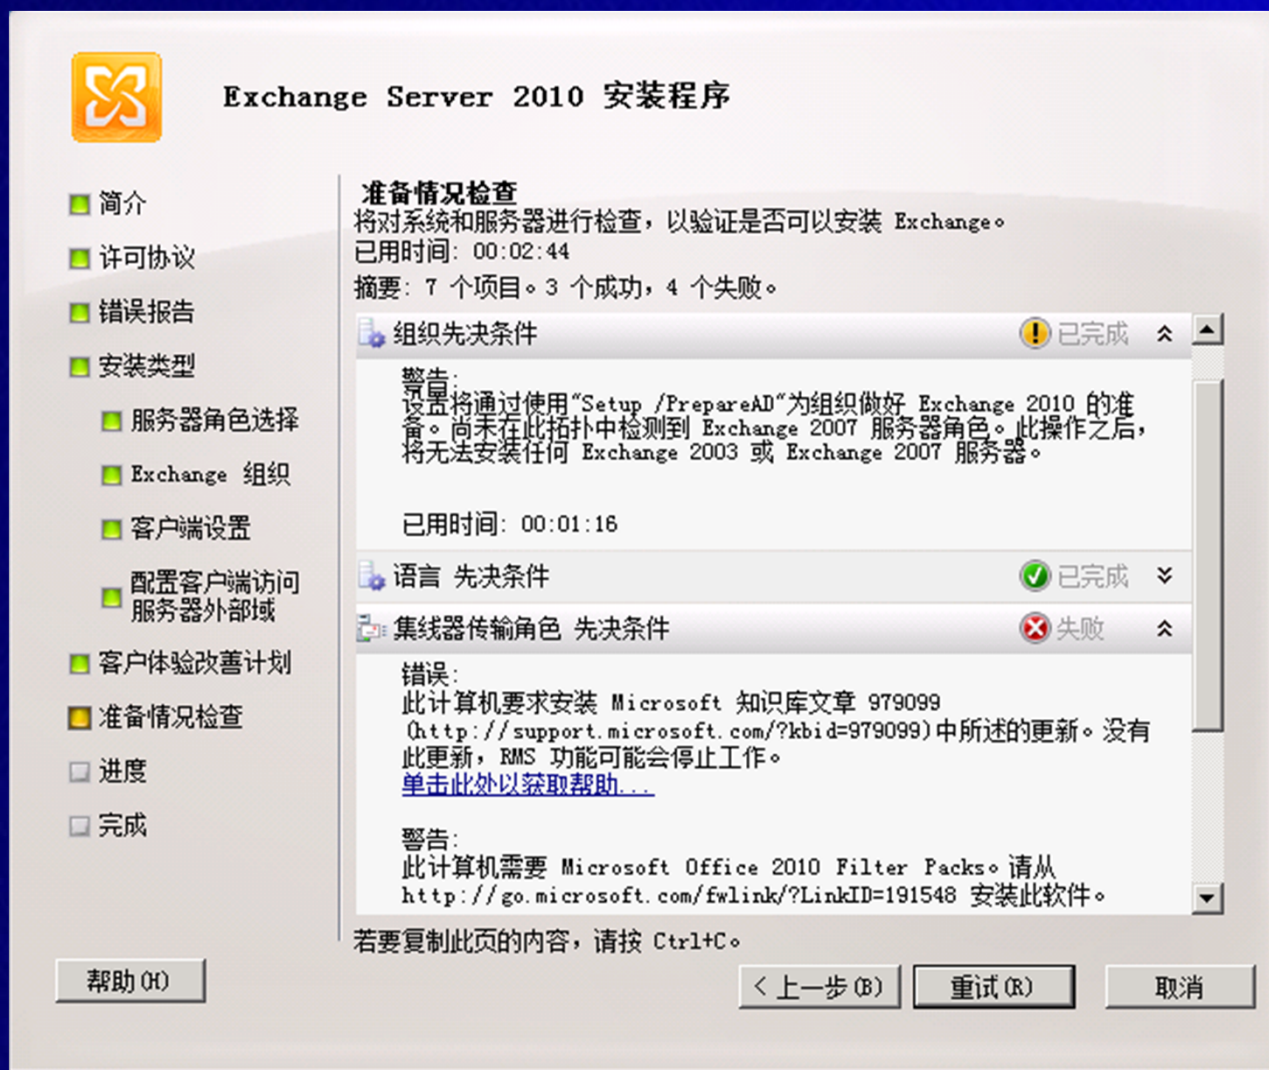 Exchange Server 2010 安装程序
简介
许可协议
错误报告
安装类型
服务器角色选择
Exchange 组织
客户端设置
配置客户端访问
服务器外部域
客户体验改善计划
准备情况检查
进度
完成
准备情况检查
将对系统和服务器进行检查，以验证是否可以安装 Exchange。
已用时间: 00:02:44
摘要: 7 个项目。3 个成功，4 个失败。
组织先决条件 已完成
警告:
设置将通过使用“Setup /PrepareAD”为组织做好 Exchange 2010 的准
备。尚未在此拓扑中检测到 Exchange 2007 服务器角色。此操作之后，
将无法安装任何 Exchange 2003 或 Exchange 2007 服务器。
已用时间: 00:01:16
语言 先决条件 已完成
集线器传输角色 先决条件 失败
错误:
此计算机要求安装 Microsoft 知识库文章 979099
(http://support.microsoft.com/?kbid=979099)中所述的更新。没有
此更新，RMS 功能可能会停止工作。
单击此处以获取帮助...
警告:
此计算机需要 Microsoft Office 2010 Filter Packs。请从
http://go.microsoft.com/fwlink/?LinkID=191548 安装此软件。
若要复制此页的内容，请按 Ctrl+C。
帮助(H)
< 上一步(B)
重试(R)
取消